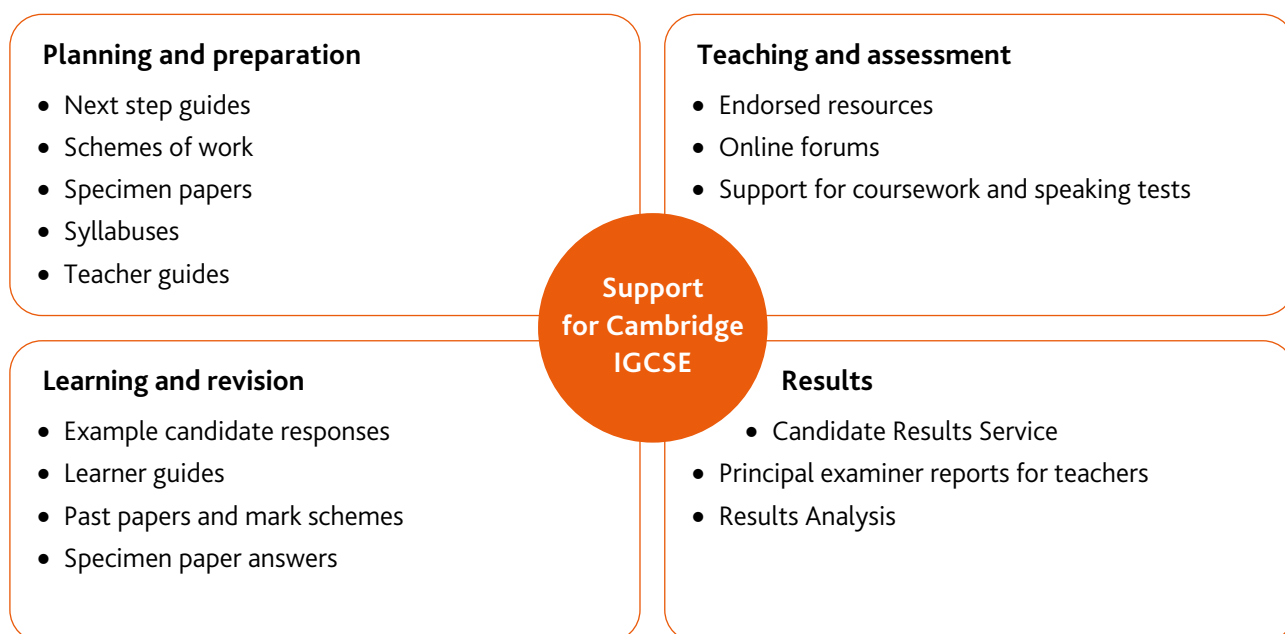 Planning and preparation
• Next step guides
• Schemes of work
• Specimen papers
• Syllabuses
• Teacher guides
Teaching and assessment
• Endorsed resources
• Online forums
• Support for coursework and speaking tests
Support
for Cambridge
IGCSE
Learning and revision
• Example candidate responses
• Learner guides
• Past papers and mark schemes
• Specimen paper answers
Results
• Candidate Results Service
• Principal examiner reports for teachers
• Results Analysis